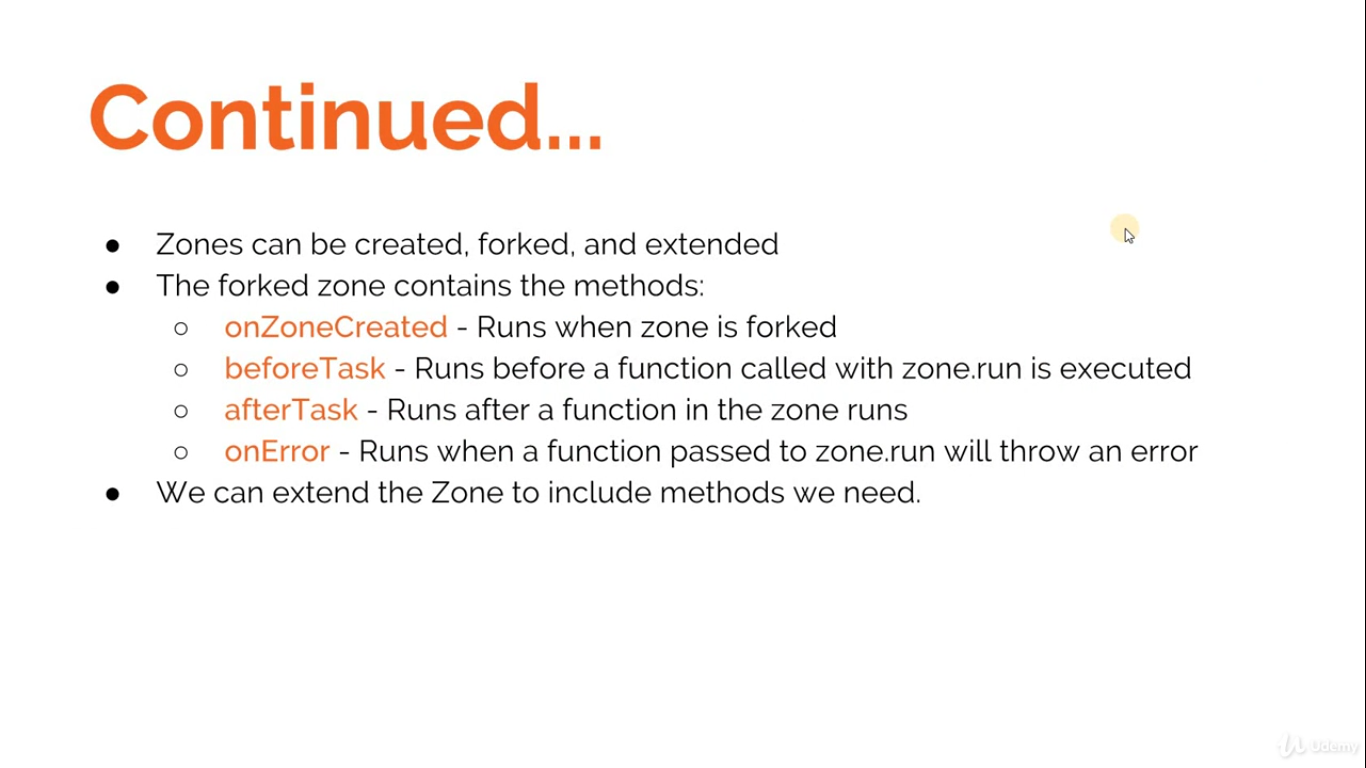 Continued...
● Zones can be created, forked, and extended
● The forked zone contains the methods:
○ onZoneCreated - Runs when zone is forked
○ beforeTask - Runs before a function called with zone.run is executed
○ afterTask - Runs after a function in the zone runs
○ onError - Runs when a function passed to zone.run will throw an error
● We can extend the Zone to include methods we need.
Udemy